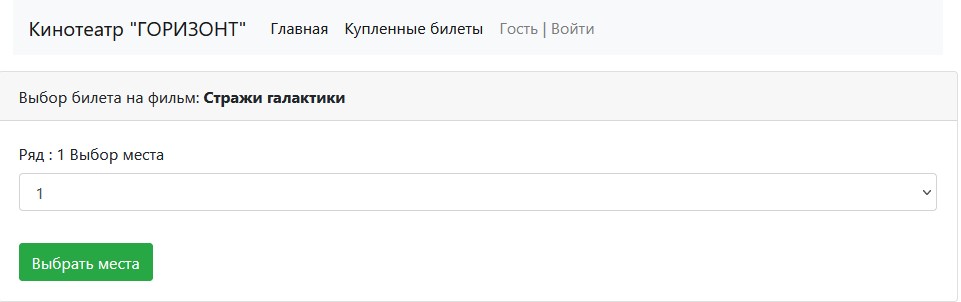 Кинотеатр "ГОРИЗОНТ" Главная Купленные билеты Гость | Войти
Выбор билета на фильм: Стражи галактики
Ряд : 1 Выбор места
1
Выбрать места